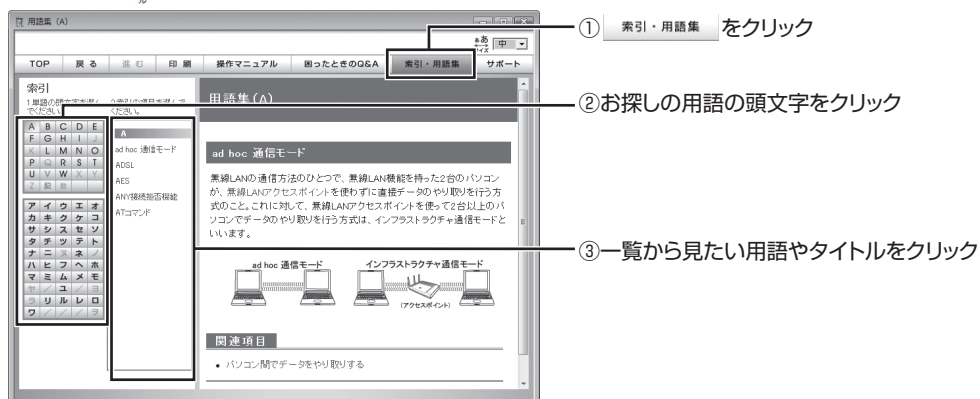 用語集 (A)
中
TOP 戻る 進む 印刷 操作マニュアル 困ったときのQ&A 索引・用語集 サポート
索引
用語集(A)
A B C D E
F G H I J
K L M N O
P Q R S T
U V W X Y
Z 記 数
ア イ ウ エ オ
カ キ ク ケ コ
サ シ ス セ ソ
タ チ ツ テ ト
ナ ニ ヌ ネ ノ
ハ ヒ フ ヘ ホ
マ ミ ム メ モ
ヤ / ユ / ヨ
ラ リ ル レ ロ
ワ / / / ヲ
A
ad hoc 通信モード
ADSL
AES
ANY接続拒否機能
ATコマンド
ad hoc 通信モード
無線LANの通信方法のひとつで、無線LAN機能を持った2台のパソコン
が、無線LANアクセスポイントを使わずに直接データのやり取りを行う方
式のこと。これに対して、無線LANアクセスポイントを使って2台以上のパ
ソコンでデータのやり取りを行う方式は、インフラストラクチャ通信モードと
いいます。
ad hoc 通信モード インフラストラクチャ通信モード
(アクセスポイント)
関連項目
• パソコン間でデータをやり取りする
① 索引・用語集 をクリック
②お探しの用語の頭文字をクリック
③一覧から見たい用語やタイトルをクリック